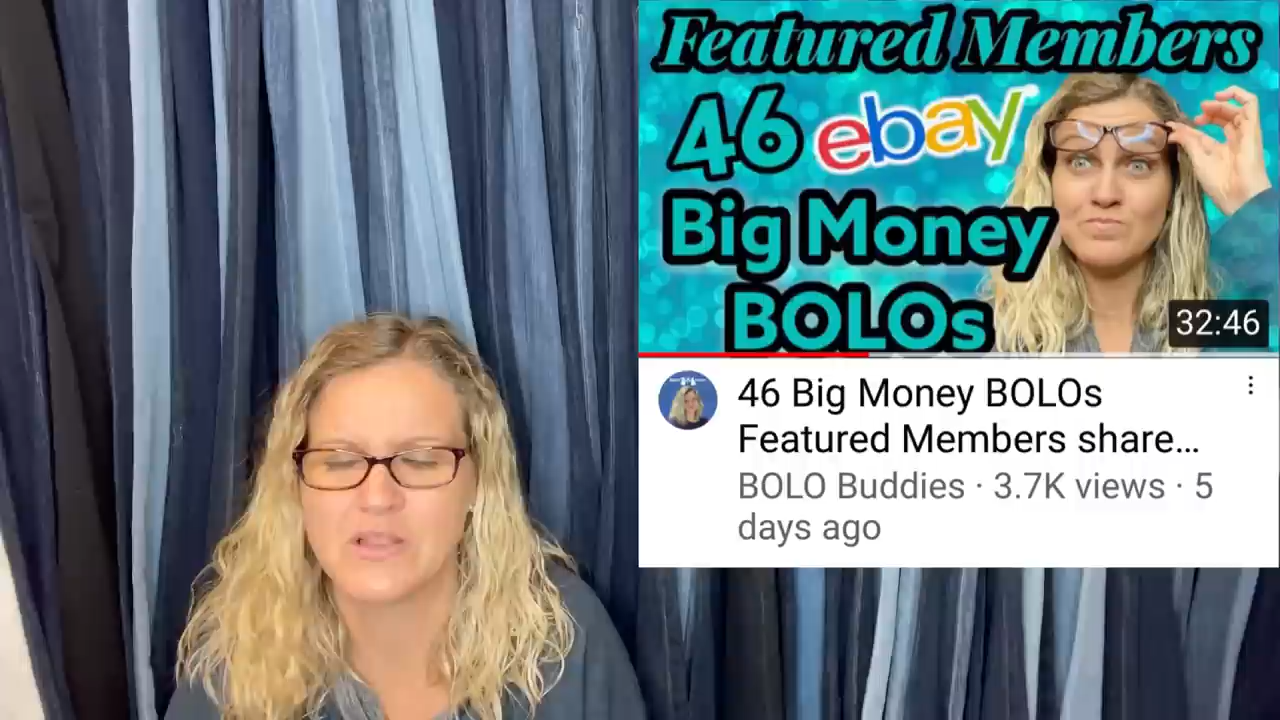 Featured Members
46 ebay
Big Money
BOLOs
32:46
46 Big Money BOLOs
Featured Members share...
BOLO Buddies · 3.7K views · 5
days ago